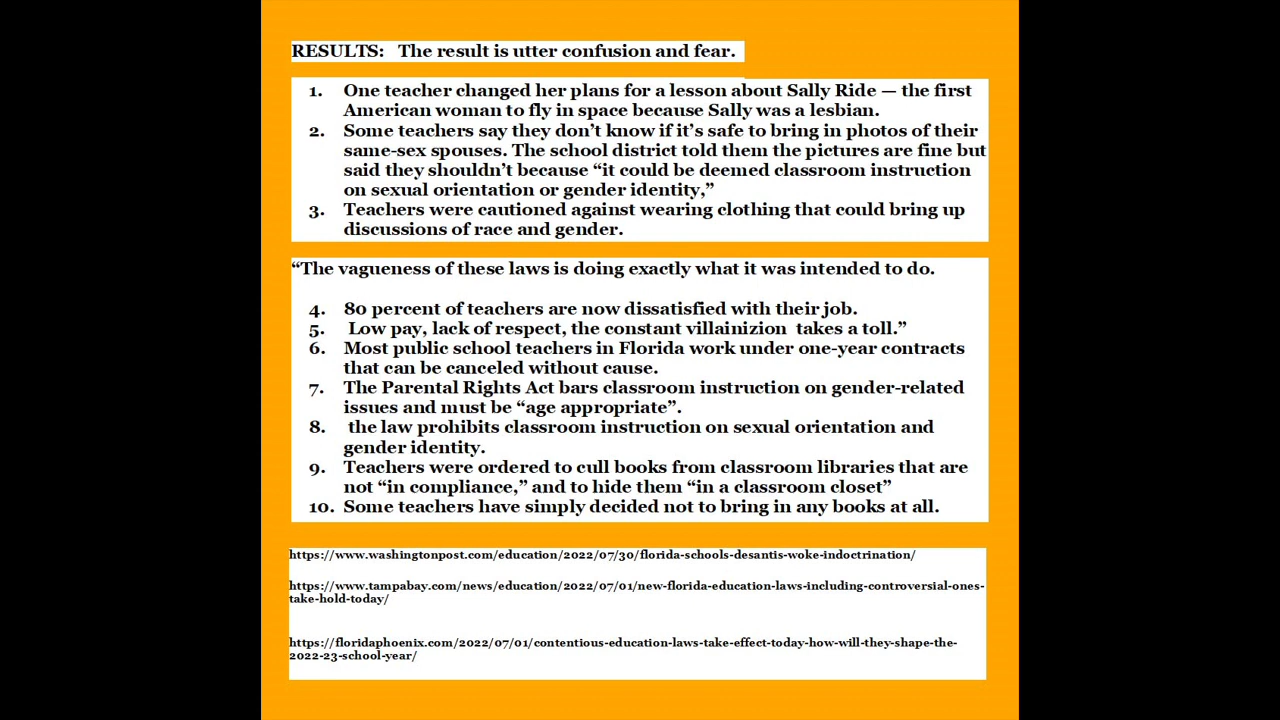 RESULTS: The result is utter confusion and fear.
1. One teacher changed her plans for a lesson about Sally Ride — the first
American woman to fly in space because Sally was a lesbian.
2. Some teachers say they don’t know if it’s safe to bring in photos of their
same-sex spouses. The school district told them the pictures are fine but
said they shouldn’t because “it could be deemed classroom instruction
on sexual orientation or gender identity,”
3. Teachers were cautioned against wearing clothing that could bring up
discussions of race and gender.
“The vagueness of these laws is doing exactly what it was intended to do.
4. 80 percent of teachers are now dissatisfied with their job.
5. Low pay, lack of respect, the constant villainizion takes a toll.”
6. Most public school teachers in Florida work under one-year contracts
that can be canceled without cause.
7. The Parental Rights Act bars classroom instruction on gender-related
issues and must be “age appropriate”.
8. the law prohibits classroom instruction on sexual orientation and
gender identity.
9. Teachers were ordered to cull books from classroom libraries that are
not “in compliance,” and to hide them “in a classroom closet”
10. Some teachers have simply decided not to bring in any books at all.
https://www.washingtonpost.com/education/2022/07/30/florida-schools-desantis-woke-indoctrination/
https://www.tampabay.com/news/education/2022/07/01/new-florida-education-laws-including-controversial-ones-
take-hold-today/
https://floridaphoenix.com/2022/07/01/contentious-education-laws-take-effect-today-how-will-they-shape-the-
2022-23-school-year/